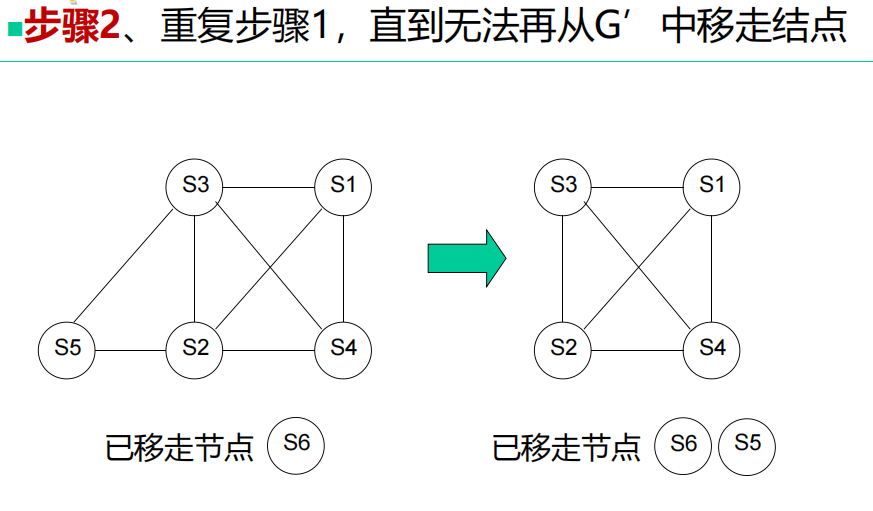 步骤2、重复步骤1，直到无法再从G′ 中移走结点
S3 S1 S3 S1
S5 S2 S4 S2 S4
已移走节点 S6 已移走节点 S6 S5